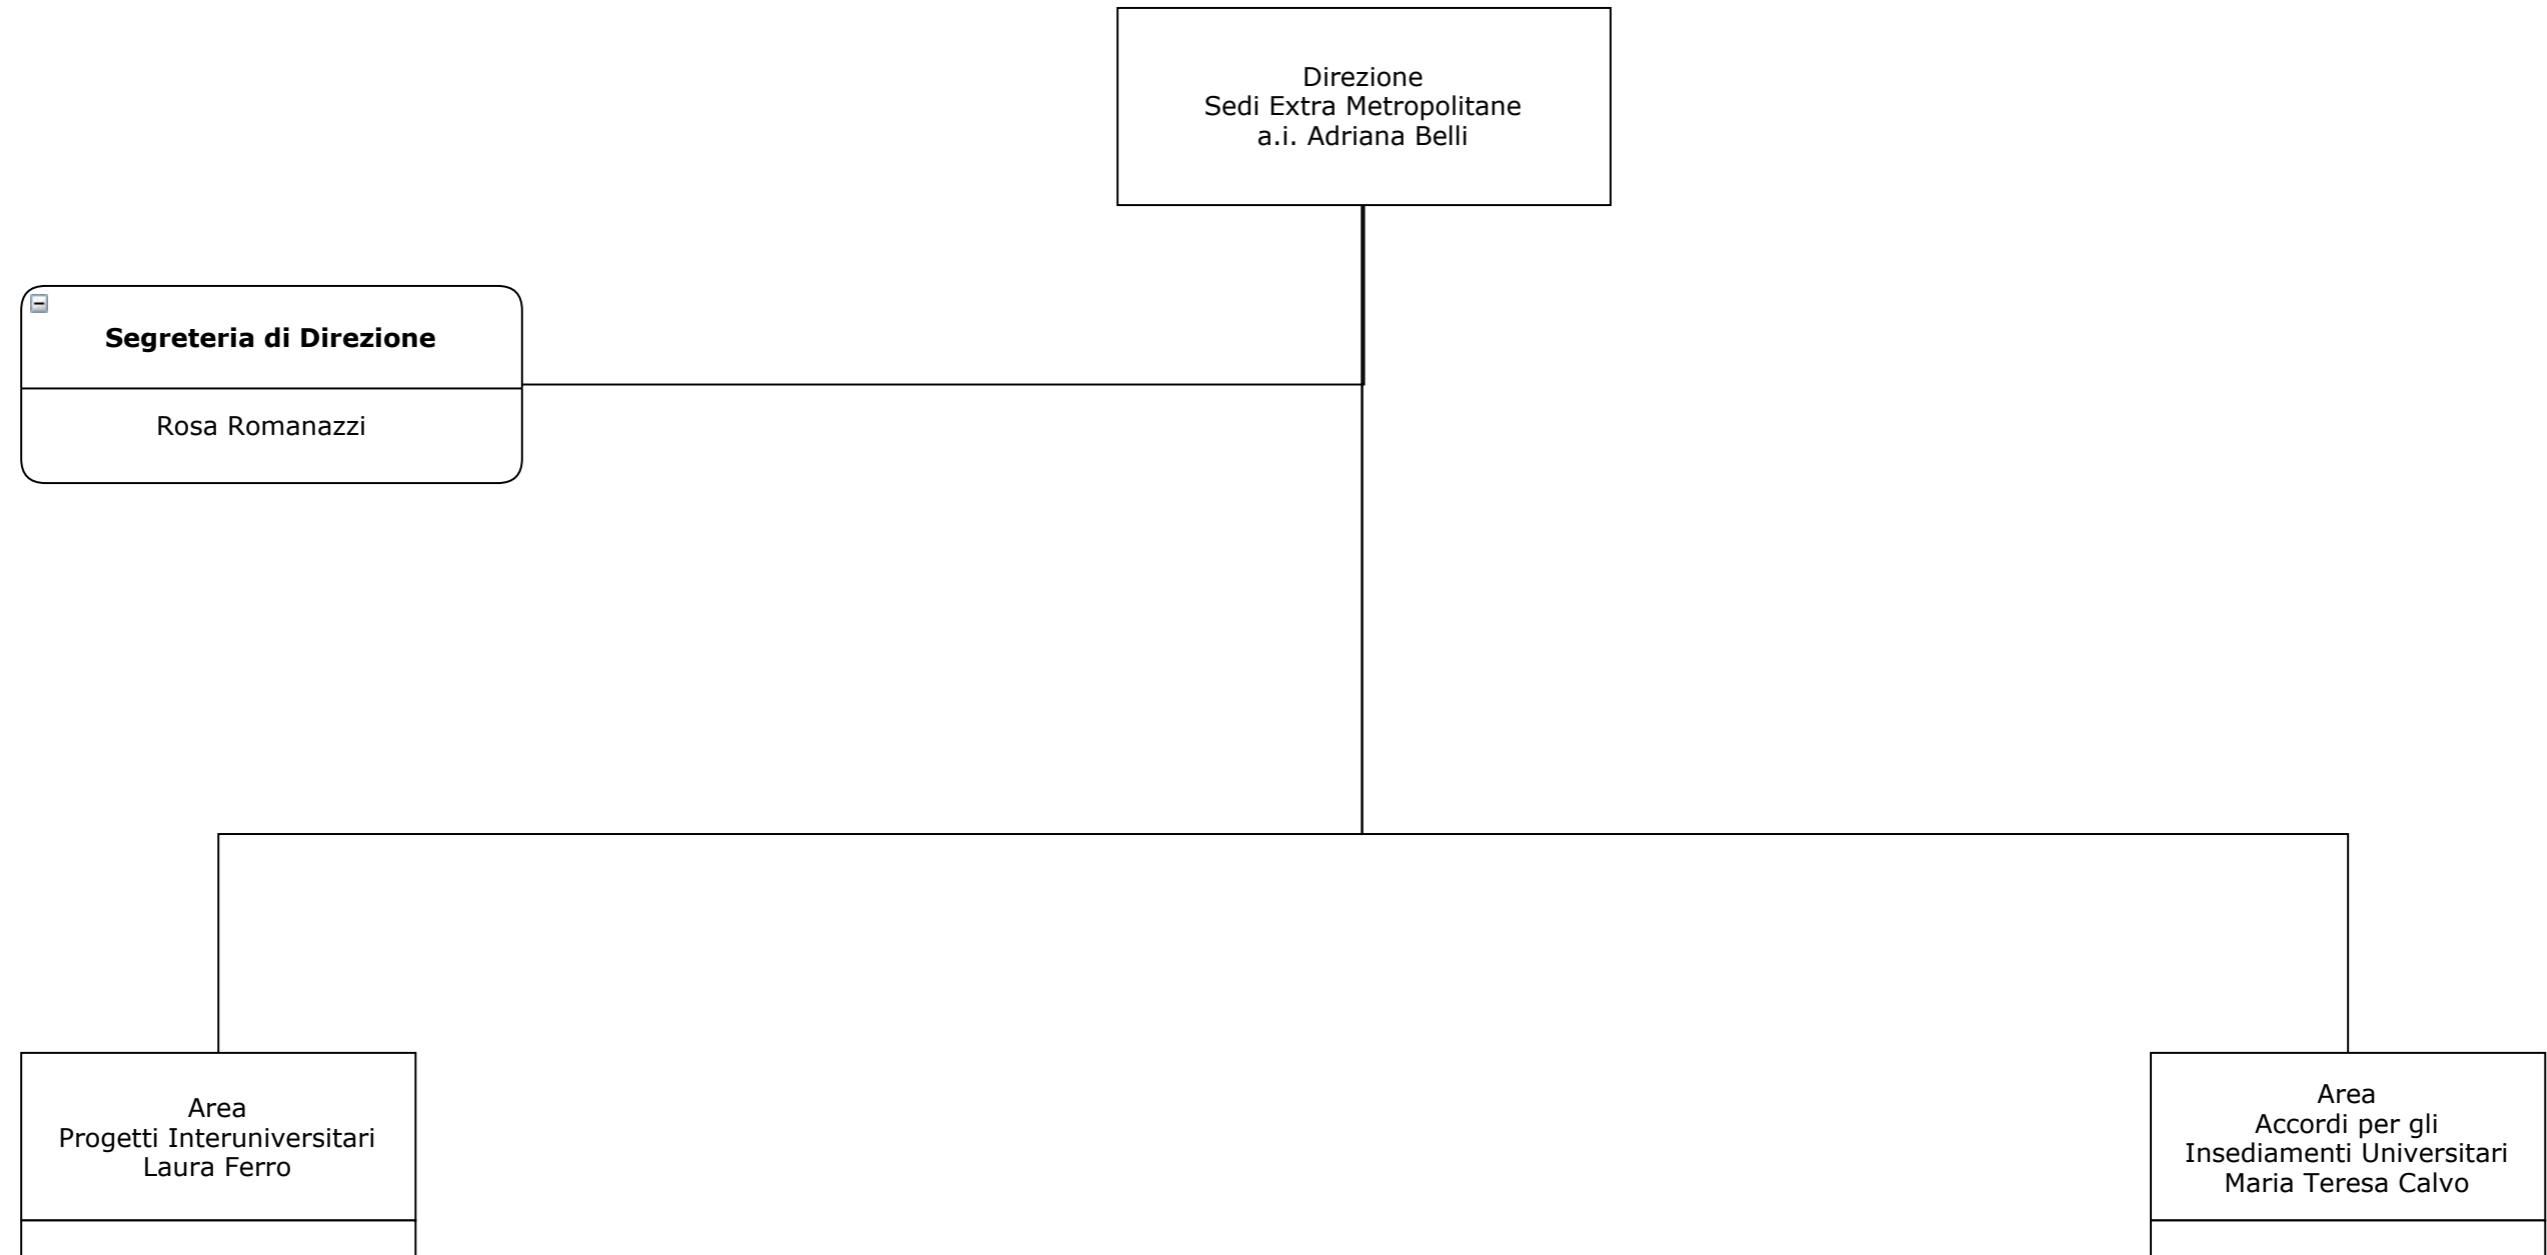 Direzione
Sedi Extra Metropolitane
a.i. Adriana Belli
Segreteria di Direzione
Rosa Romanazzi
Area
Progetti Interuniversitari
Laura Ferro
Area
Accordi per gli
Insediamenti Universitari
Maria Teresa Calvo